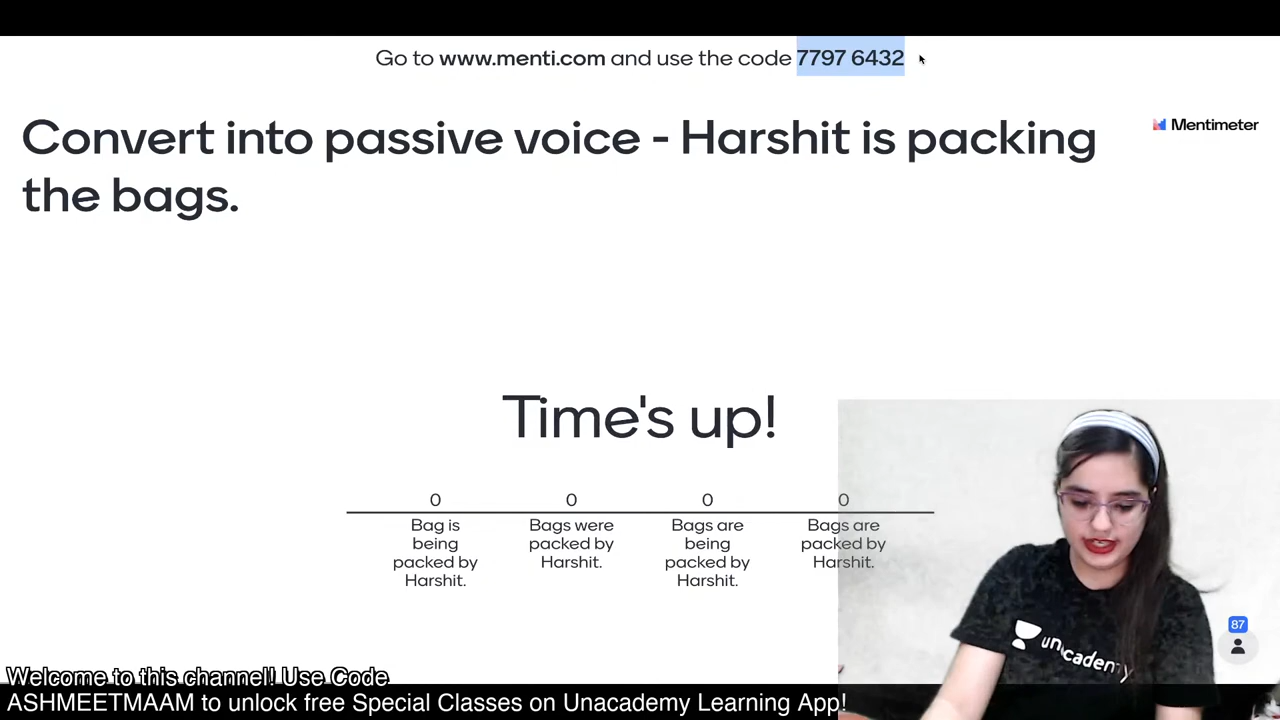 Go to www.menti.com and use the code 7797 6432
Convert into passive voice - Harshit is packing
the bags.
Mentimeter
Time's up!
0
0
0
0
Bag is
being
packed by
Harshit.
Bags were
packed by
Harshit.
Bags are
being
packed by
Harshit.
Bags are
packed by
Harshit.
unacademy
87
Welcome to this channel! Use Code
ASHMEETMAAM to unlock free Special Classes on Unacademy Learning App!